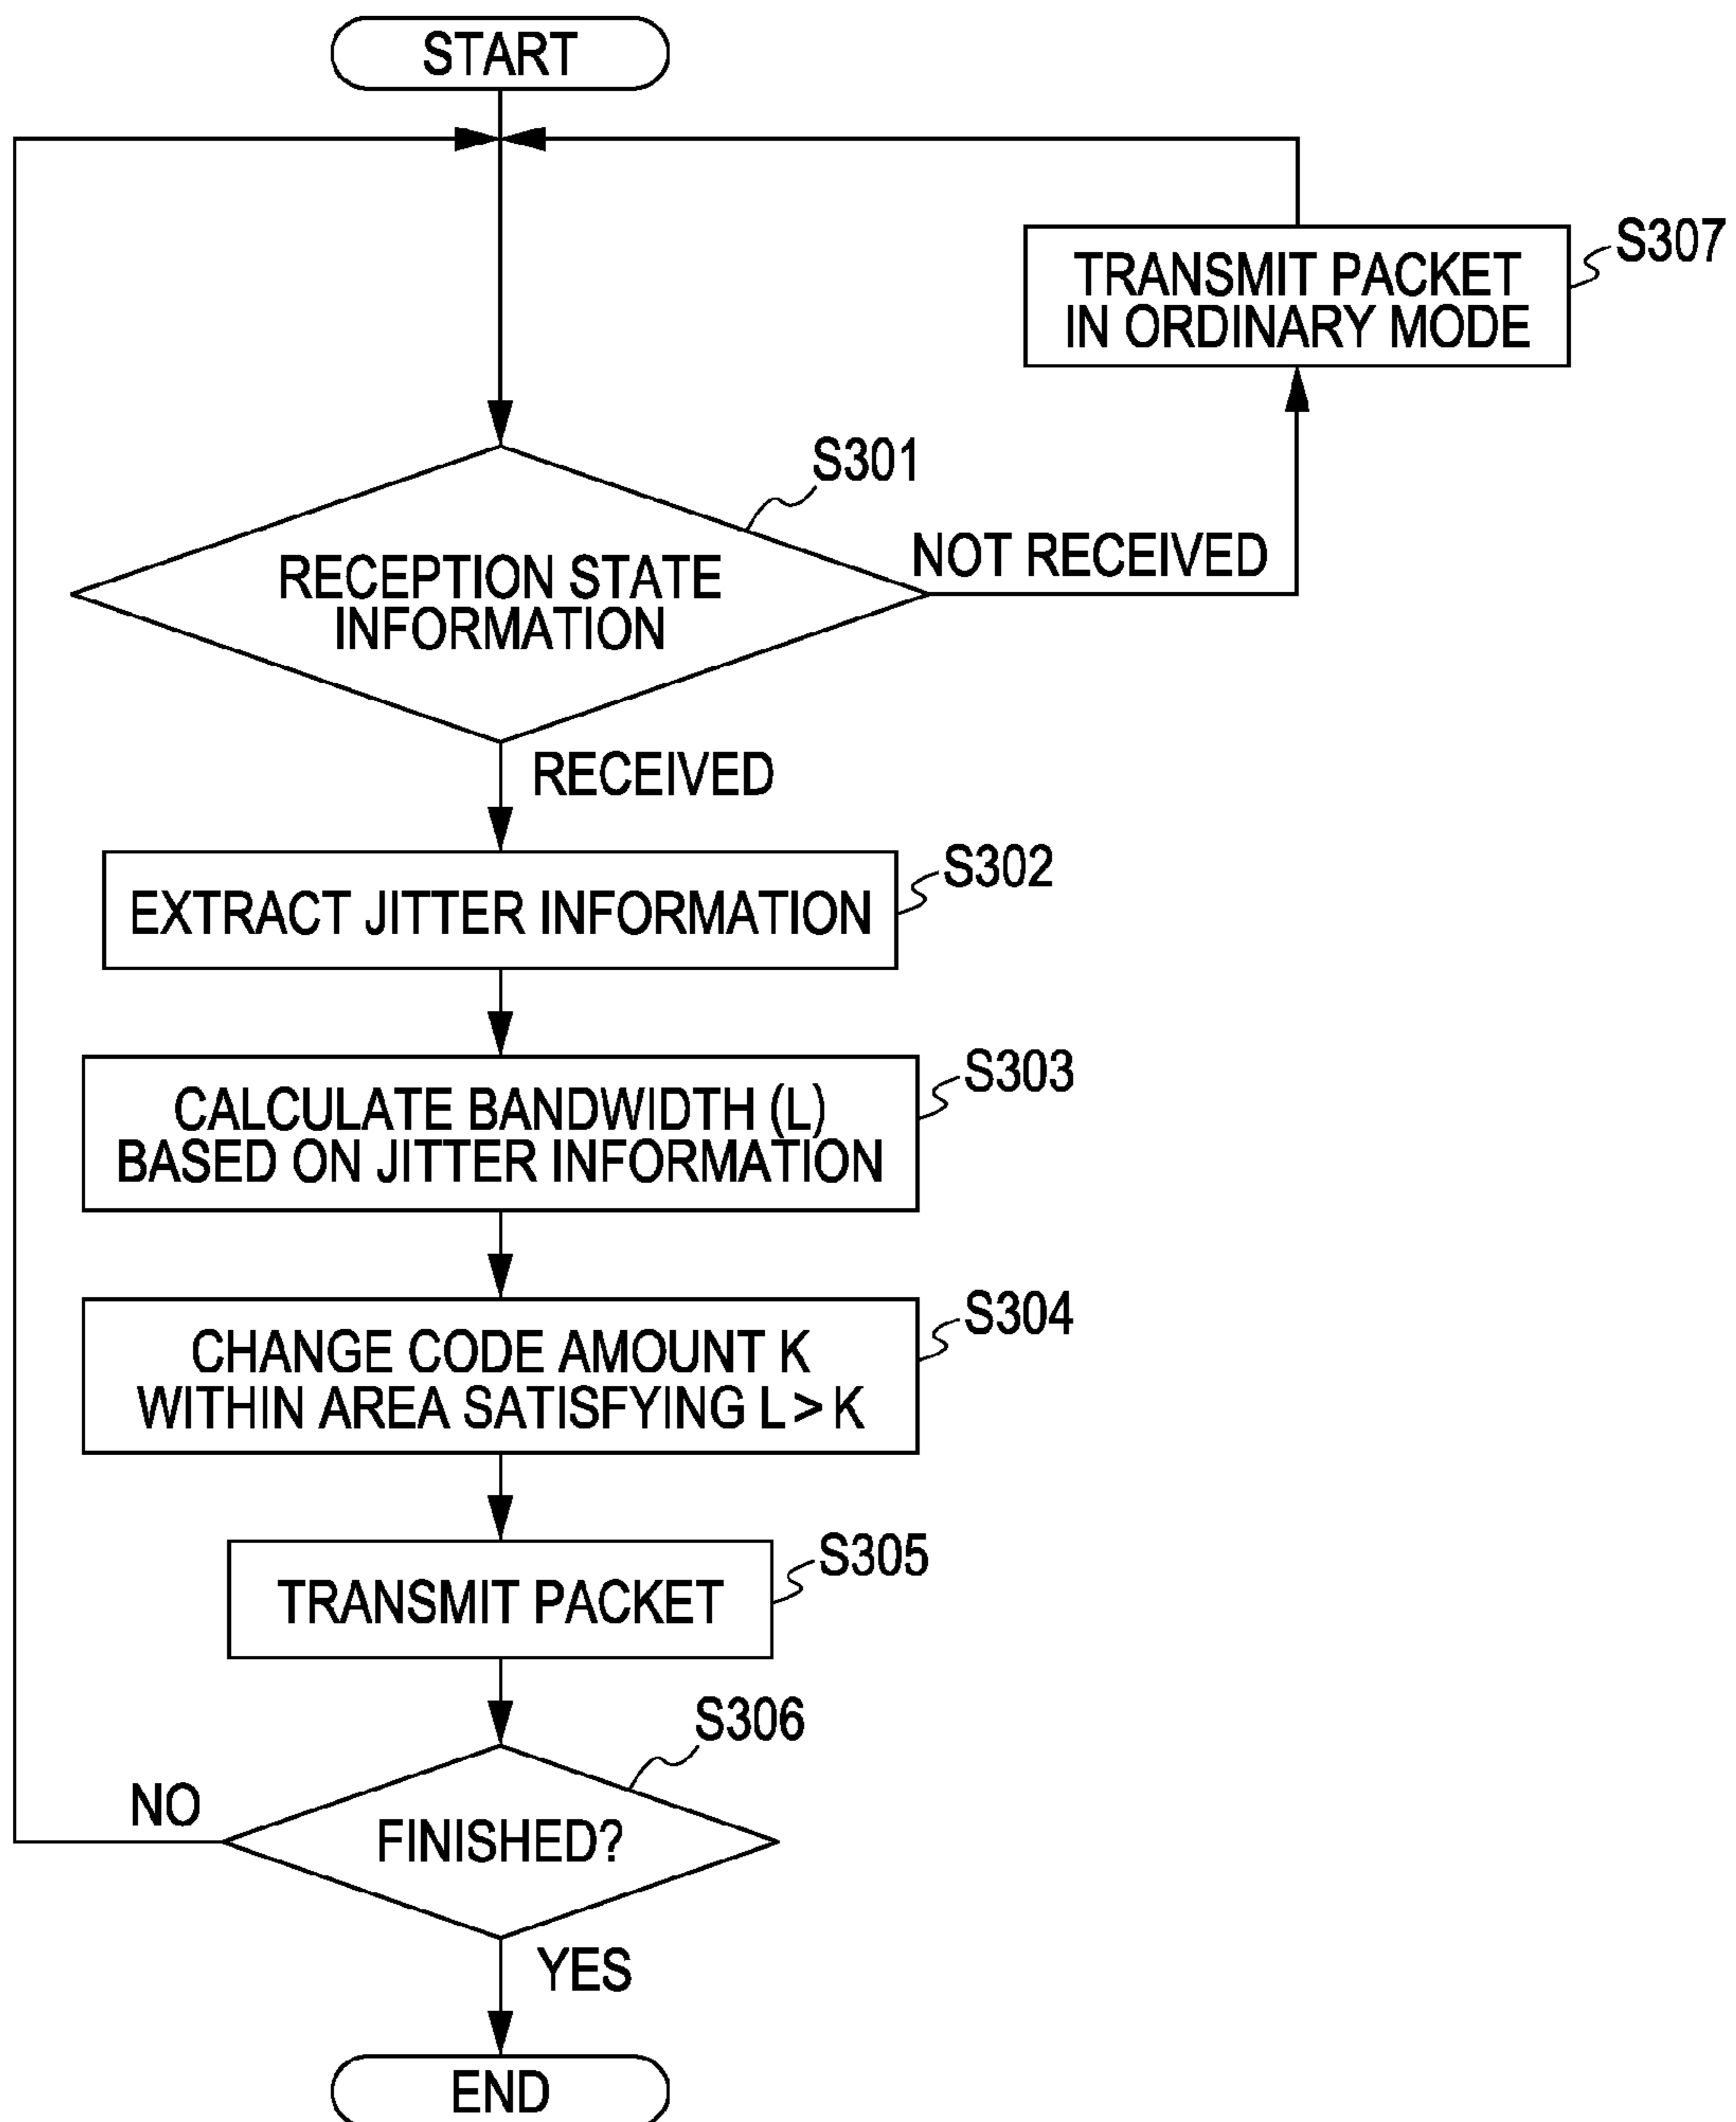 START
S307
TRANSMIT PACKET
IN ORDINARY MODE
S301
NOT RECEIVED
RECEPTION STATE
INFORMATION
RECEIVED
S302
EXTRACT JITTER INFORMATION
S303
CALCULATE BANDWIDTH (L)
BASED ON JITTER INFORMATION
S304
CHANGE CODE AMOUNT K
WITHIN AREA SATISFYING L > K
S305
TRANSMIT PACKET
S306
NO
FINISHED?
YES
END